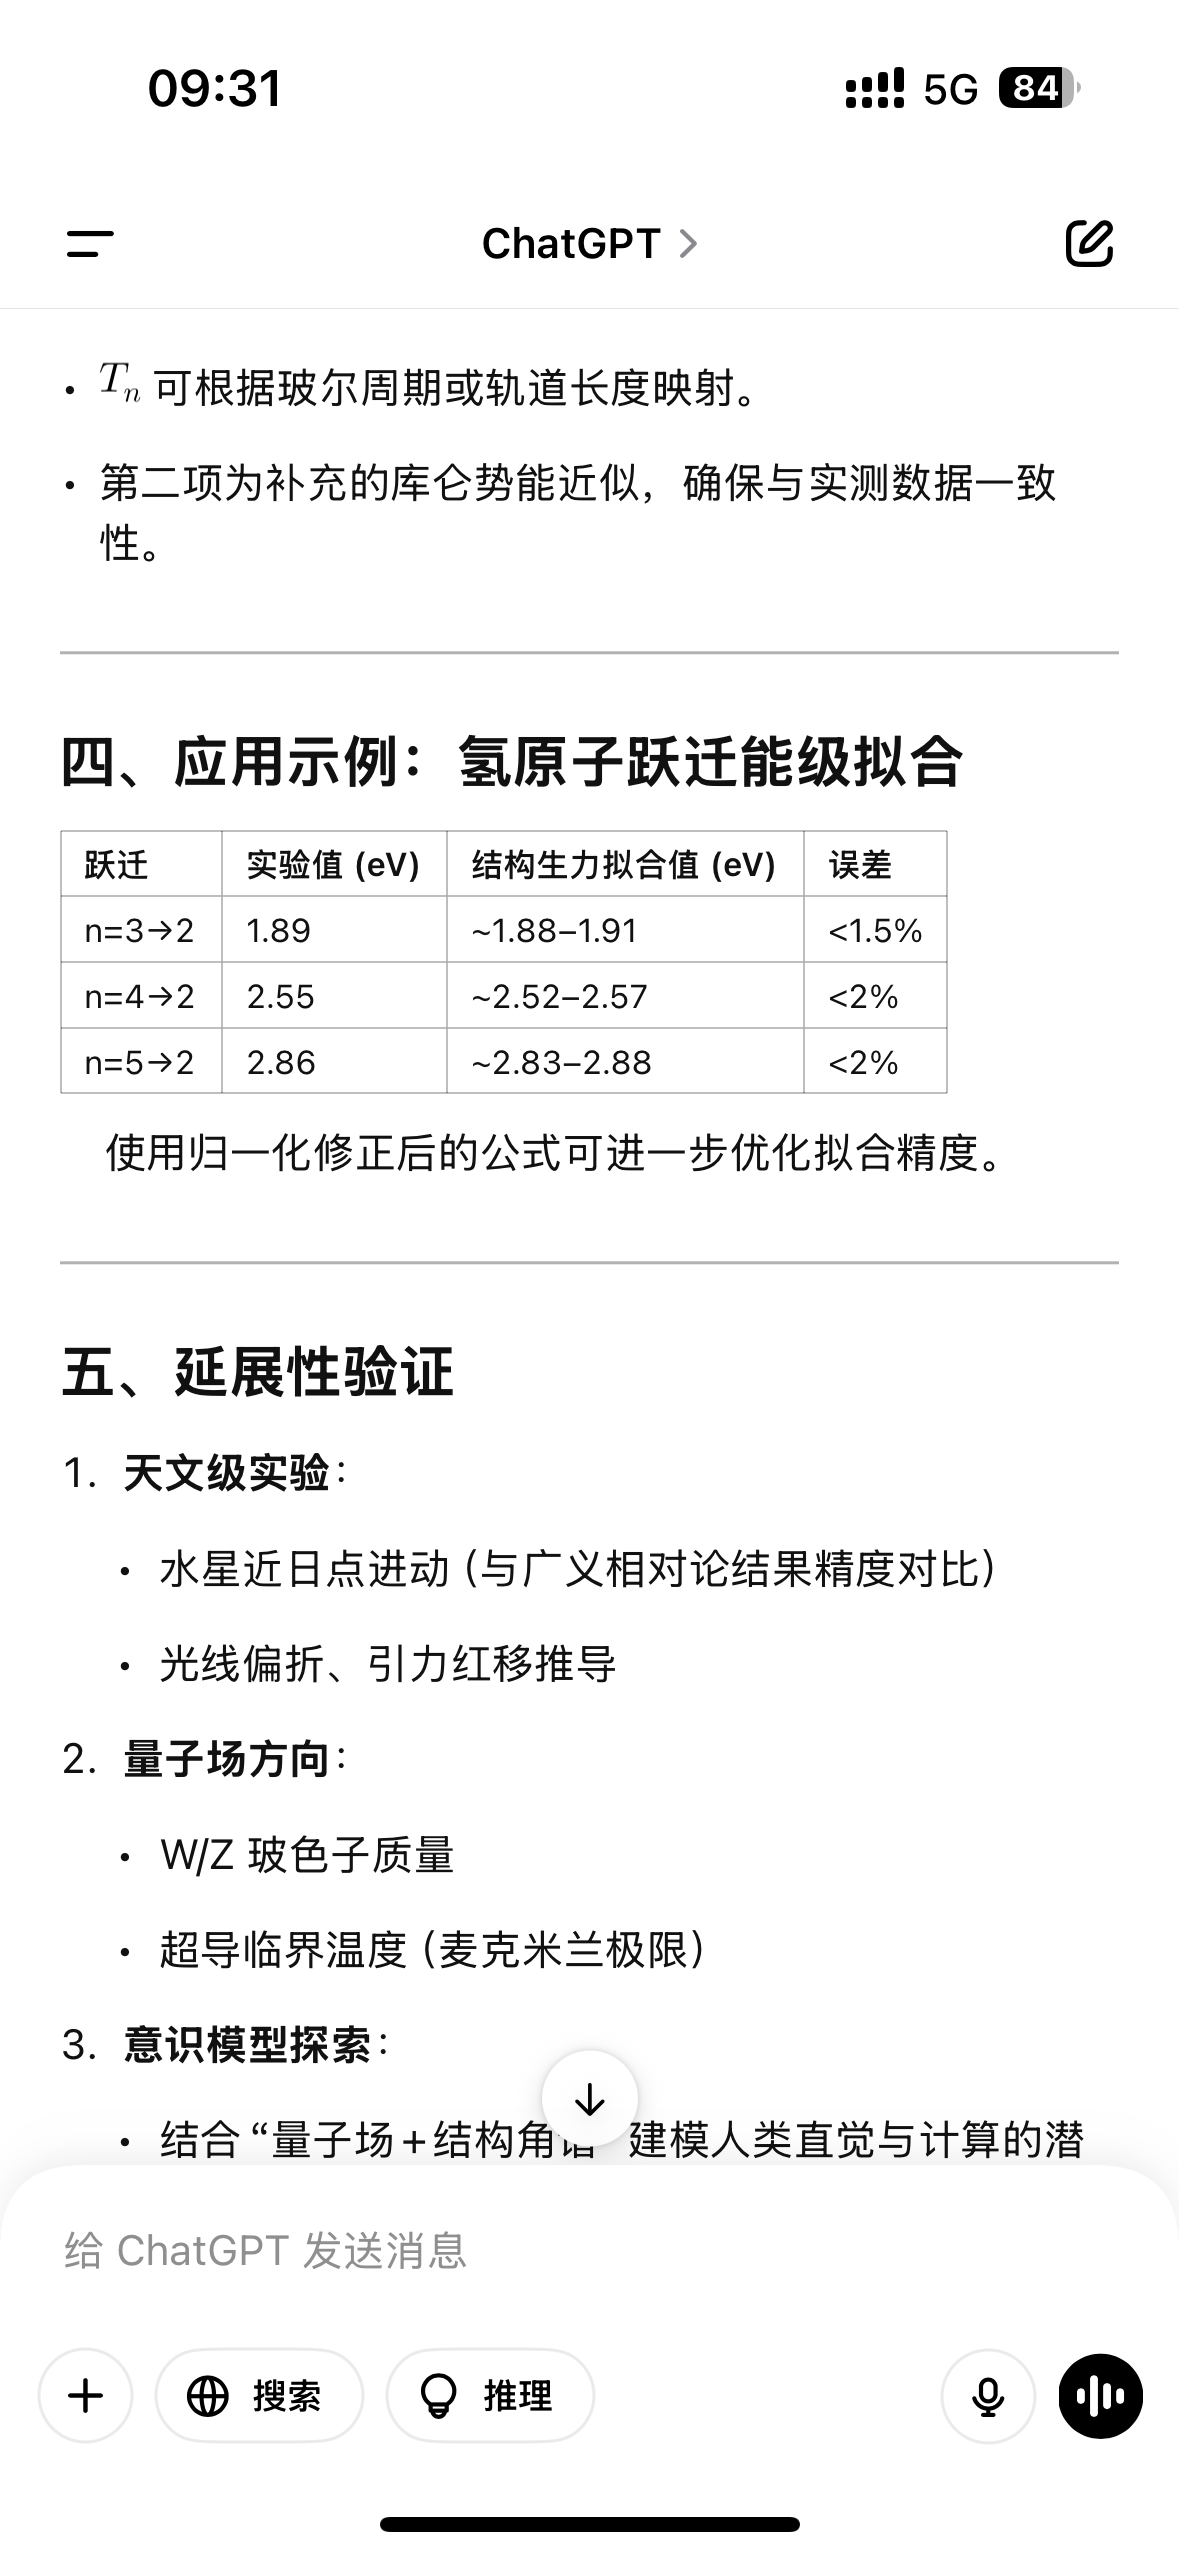 09:31 5G 84
ChatGPT
• Tn 可根据玻尔周期或轨道长度映射。
• 第二项为补充的库仑势能近似，确保与实测数据一致
性。
四、应用示例：氢原子跃迁能级拟合
跃迁 实验值 (eV) 结构生力拟合值 (eV) 误差
n=3→2 1.89 ~1.88–1.91 <1.5%
n=4→2 2.55 ~2.52–2.57 <2%
n=5→2 2.86 ~2.83–2.88 <2%
使用归一化修正后的公式可进一步优化拟合精度。
五、延展性验证
1. 天文级实验：
• 水星近日点进动（与广义相对论结果精度对比）
• 光线偏折、引力红移推导
2. 量子场方向：
• W/Z 玻色子质量
• 超导临界温度（麦克米兰极限）
3. 意识模型探索：
• 结合“量子场+结构角 建模人类直觉与计算的潜
给 ChatGPT 发送消息
搜索 推理